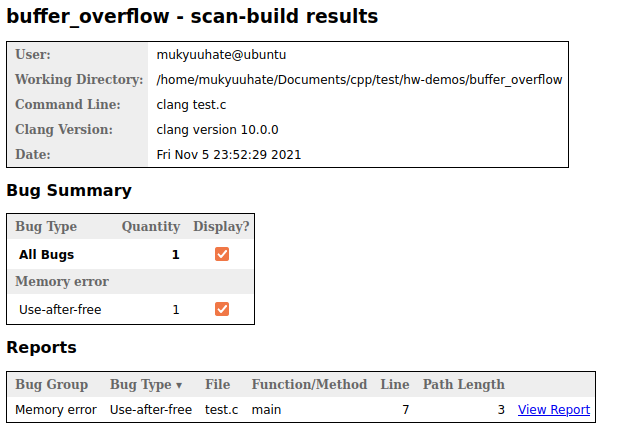 buffer_overflow - scan-build results
User: mukyuuhate@ubuntu
Working Directory: /home/mukyuuhate/Documents/cpp/test/hw-demos/buffer_overflow
Command Line: clang test.c
Clang Version: clang version 10.0.0
Date: Fri Nov 5 23:52:29 2021
Bug Summary
Bug Type Quantity Display?
All Bugs 1
Memory error
Use-after-free 1
Reports
Bug Group Bug Type ▾ File Function/Method Line Path Length
Memory error Use-after-free test.c main 7 3 View Report